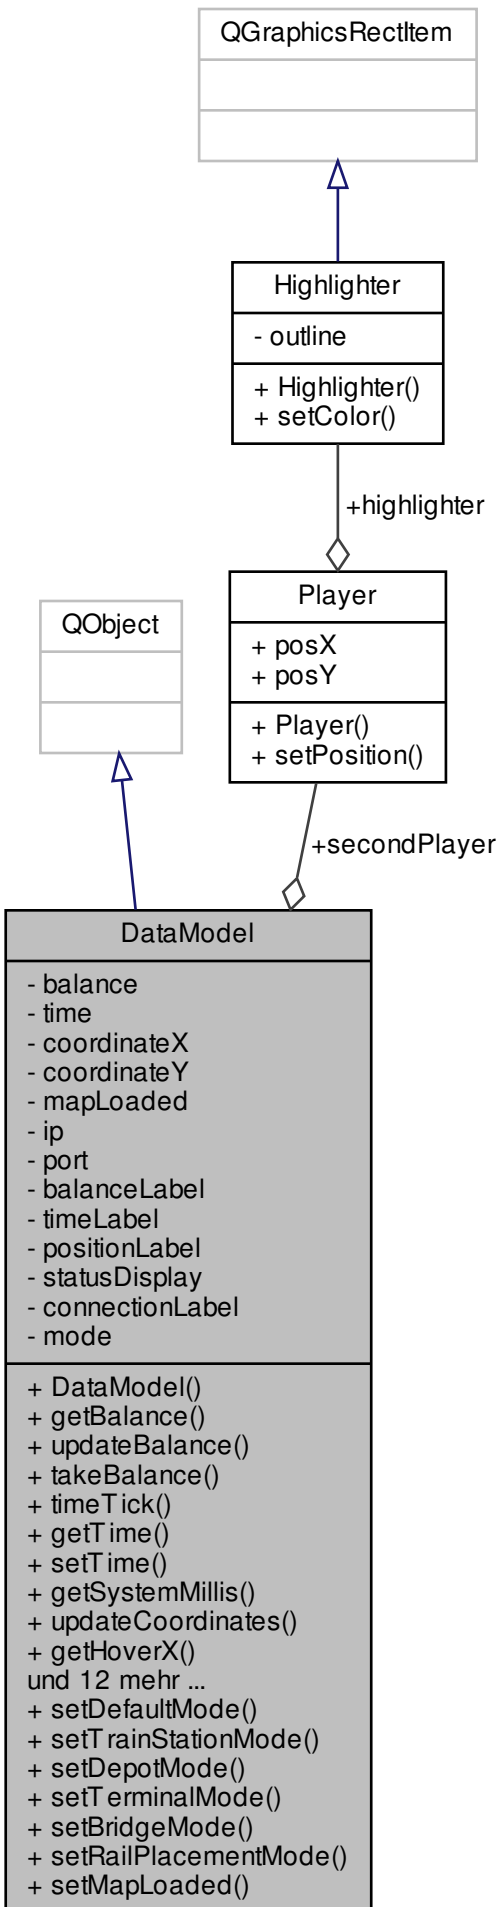 QGraphicsRectItem
Highlighter
- outline
+ Highlighter()
+ setColor()
+highlighter
Player
+ posX
+ posY
+ Player()
+ setPosition()
QObject
+secondPlayer
DataModel
- balance
- time
- coordinateX
- coordinateY
- mapLoaded
- ip
- port
- balanceLabel
- timeLabel
- positionLabel
- statusDisplay
- connectionLabel
- mode
+ DataModel()
+ getBalance()
+ updateBalance()
+ takeBalance()
+ timeTick()
+ getTime()
+ setTime()
+ getSystemMillis()
+ updateCoordinates()
+ getHoverX()
und 12 mehr ...
+ setDefaultMode()
+ setTrainStationMode()
+ setDepotMode()
+ setTerminalMode()
+ setBridgeMode()
+ setRailPlacementMode()
+ setMapLoaded()